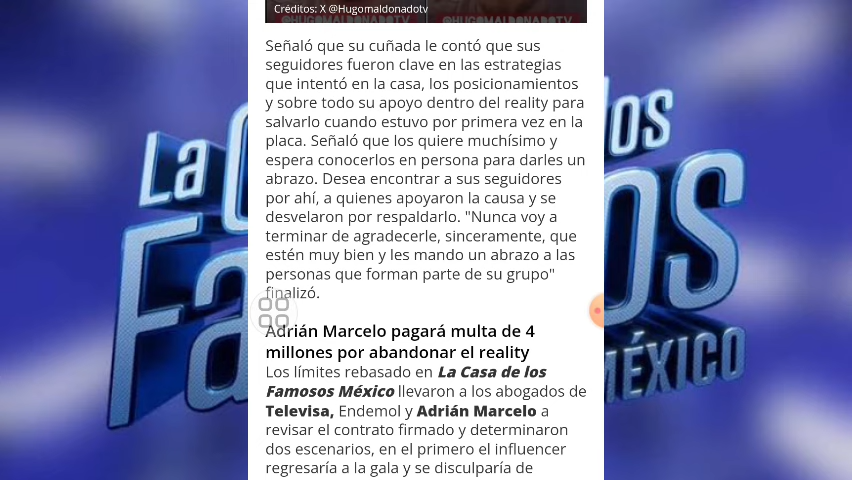 Créditos: X @Hugomaldonadotv
@HUGOMALDONADOTV @HUGOMALDONADOTV
Señaló que su cuñada le contó que sus
seguidores fueron clave en las estrategias
que intentó en la casa, los posicionamientos
y sobre todo su apoyo dentro del reality para
salvarlo cuando estuvo por primera vez en la
placa. Señaló que los quiere muchísimo y
espera conocerlos en persona para darles un
abrazo. Desea encontrar a sus seguidores
por ahí, a quienes apoyaron la causa y se
desvelaron por respaldarlo. "Nunca voy a
terminar de agradecerle, sinceramente, que
estén muy bien y les mando un abrazo a las
personas que forman parte de su grupo"
finalizó.
Adrián Marcelo pagará multa de 4
millones por abandonar el reality
Los límites rebasado en La Casa de los
Famosos México llevaron a los abogados de
Televisa, Endemol y Adrián Marcelo a
revisar el contrato firmado y determinaron
dos escenarios, en el primero el influencer
regresaría a la gala y se disculparía de
La C
os
Fa
os
MÉXICO